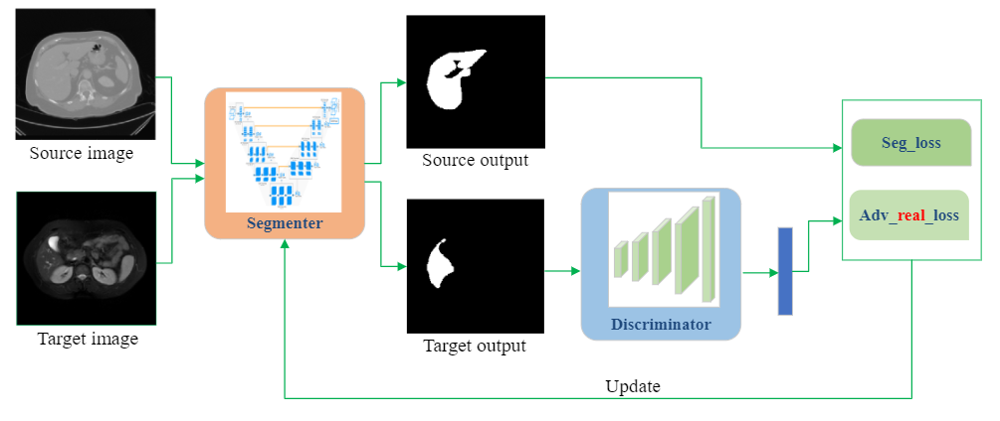 Source image
Target image
Segmenter
Source output
Target output
Discriminator
Seg_loss
Adv_real_loss
Update